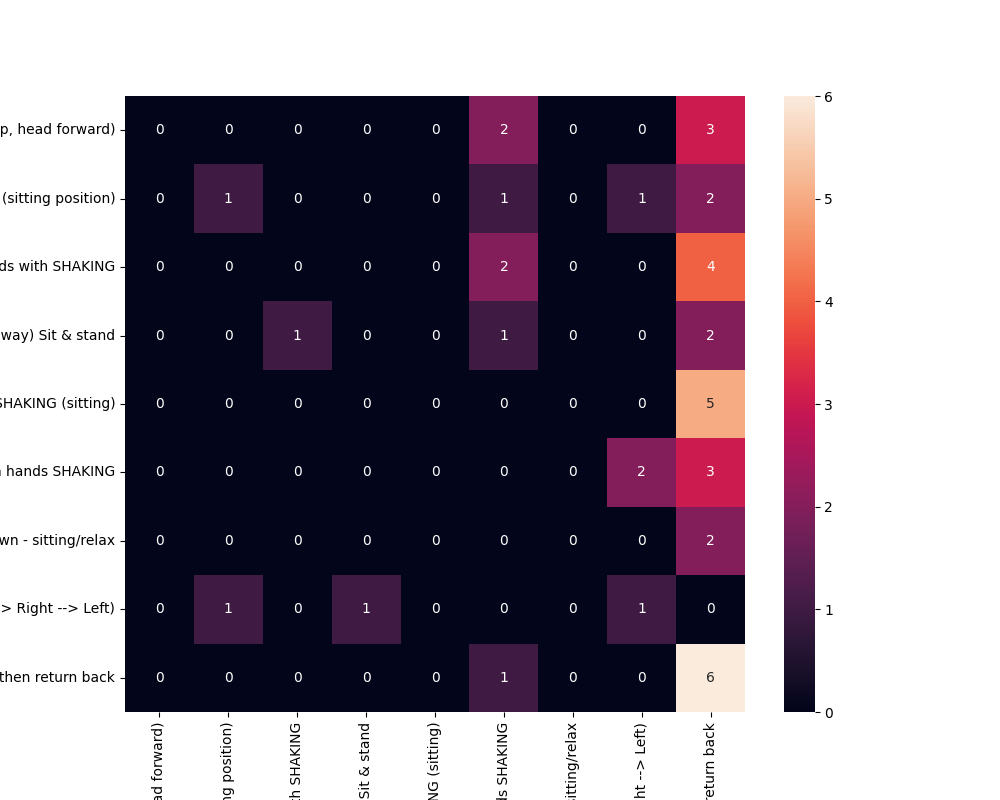 p, head forward) 0 0 0 0 0 2 0 0 3
(sitting position) 0 1 0 0 0 1 0 1 2
ds with SHAKING 0 0 0 0 0 2 0 0 4
way) Sit & stand 0 0 1 0 0 1 0 0 2
SHAKING (sitting) 0 0 0 0 0 0 0 0 5
hands SHAKING 0 0 0 0 0 0 0 2 3
wn - sitting/relax 0 0 0 0 0 0 0 0 2
> Right --> Left) 0 1 0 1 0 0 0 1 0
then return back 0 0 0 0 0 1 0 0 6
ad forward)
ng position)
th SHAKING
Sit & stand
NG (sitting)
ds SHAKING
sitting/relax
ht --> Left)
return back
6
5
4
3
2
1
0